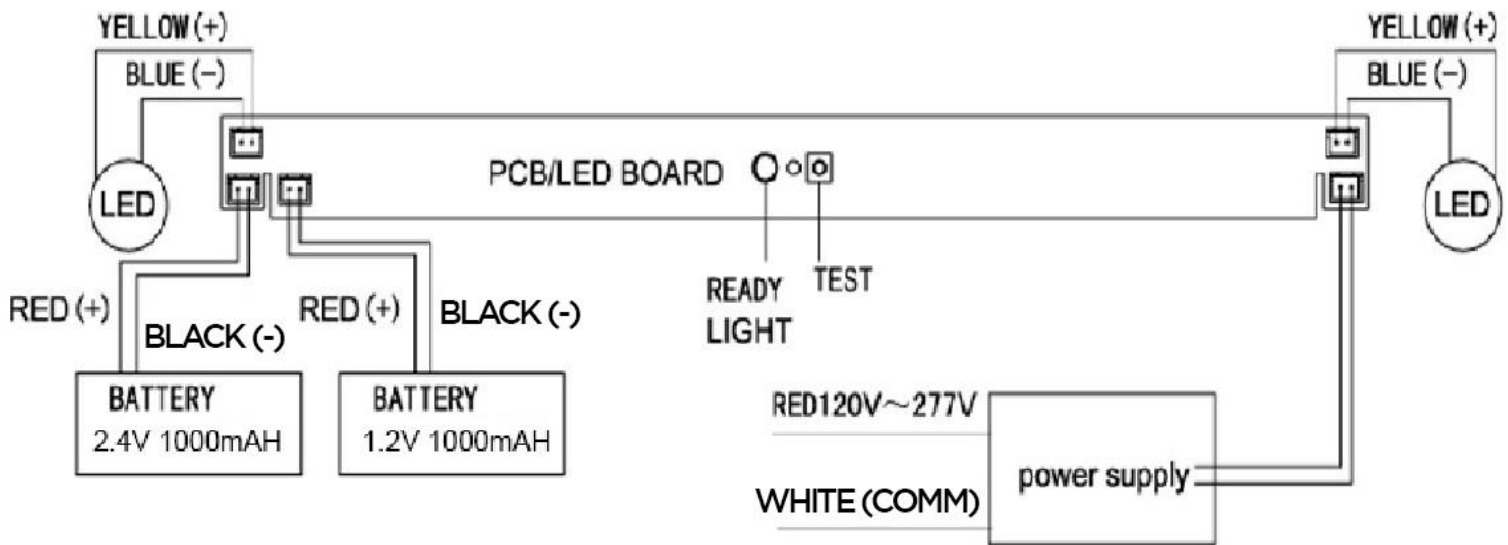 YELLOW (+)
BLUE (-)
LED
YELLOW (+)
BLUE (-)
LED
PCB/LED BOARD
READY
LIGHT
TEST
RED (+)
BLACK (-)
RED (+)
BLACK (-)
BATTERY
2.4V 1000mAH
BATTERY
1.2V 1000mAH
RED120V~277V
WHITE (COMM)
power supply